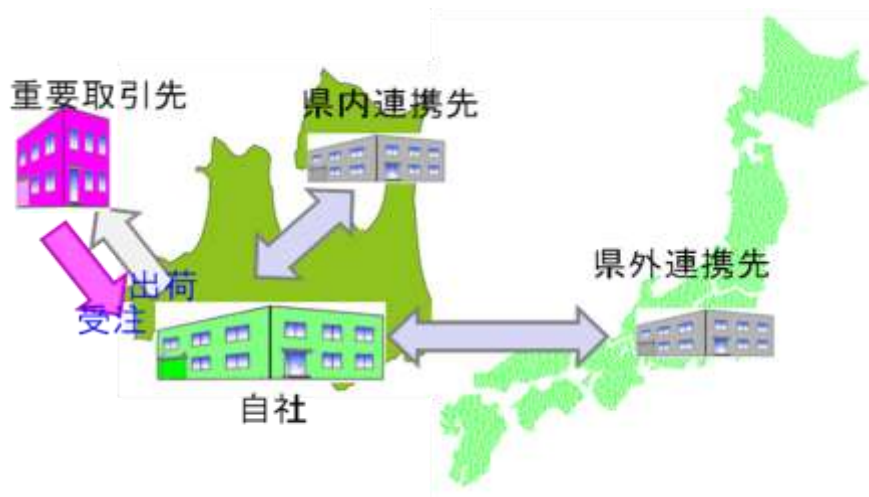 重要取引先
県内連携先
県外連携先
出荷
受注
自社